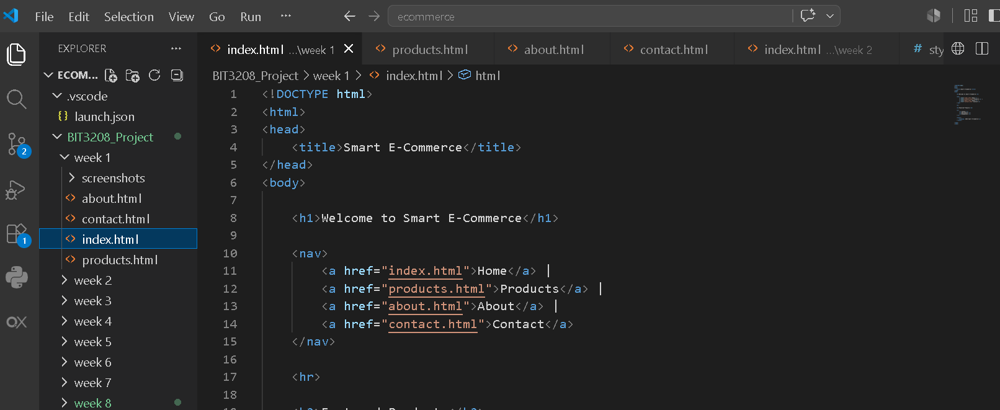 File Edit Selection View Go Run ···
ecommerce
EXPLORER ···
ECOM...
.vscode
{} launch.json
BIT3208_Project
week 1
screenshots
about.html
contact.html
index.html
products.html
week 2
week 3
week 4
week 5
week 6
week 7
week 8
2
1
index.html ...\week 1
products.html
about.html
contact.html
index.html ...\week 2
# sty
BIT3208_Project > week 1 > index.html > html
1 <!DOCTYPE html>
2 <html>
3 <head>
4 <title>Smart E-Commerce</title>
5 </head>
6 <body>
7
8 <h1>Welcome to Smart E-Commerce</h1>
9
10 <nav>
11 <a href="index.html">Home</a> |
12 <a href="products.html">Products</a> |
13 <a href="about.html">About</a> |
14 <a href="contact.html">Contact</a>
15 </nav>
16
17 <hr>
18